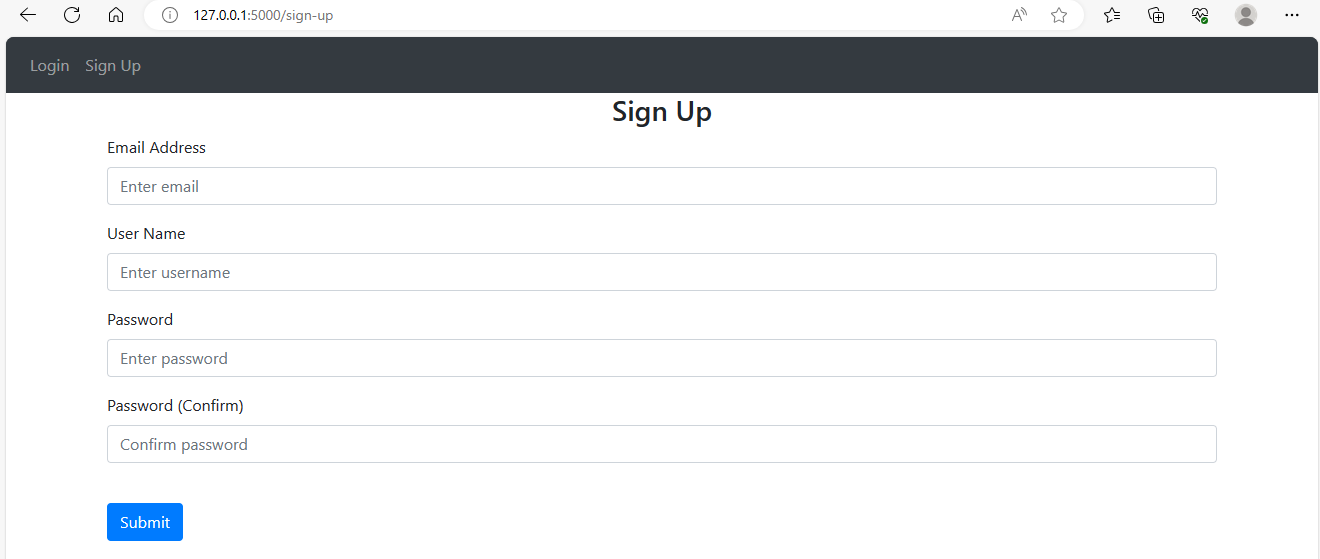 127.0.0.1:5000/sign-up
Login Sign Up
Sign Up
Email Address
Enter email
User Name
Enter username
Password
Enter password
Password (Confirm)
Confirm password
Submit